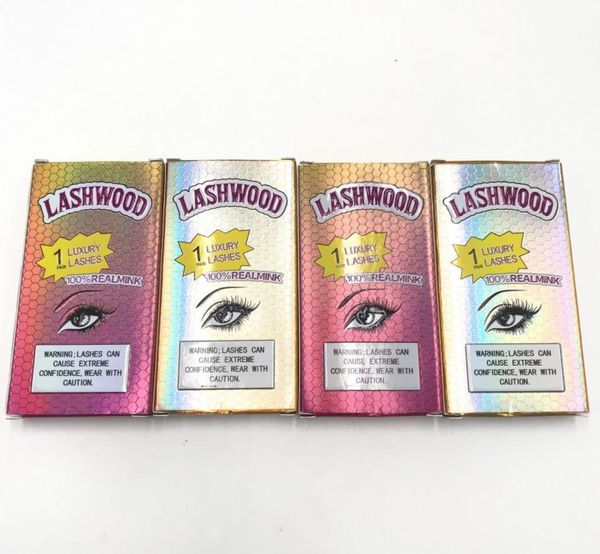 LASHWOOD
1 PAIR LUXURY LASHES
100%REALMINK
WARNING;LASHES CAN
CAUSE EXTREME
CONFIDENCE, WEAR WITH
CAUTION.
LASHWOOD
1 PAIR LUXURY LASHES
100%REALMINK
WARNING;LASHES CAN
CAUSE EXTREME
CONFIDENCE, WEAR WITH
CAUTION.
LASHWOOD
1 PAIR LUXURY LASHES
100%REALMINK
WARNING;LASHES CAN
CAUSE EXTREME
CONFIDENCE, WEAR WITH
CAUTION.
LASHWOOD
1 PAIR LUXURY LASHES
100%REALMINK
WARNING;LASHES CAN
CAUSE EXTREME
CONFIDENCE, WEAR WITH
CAUTION.